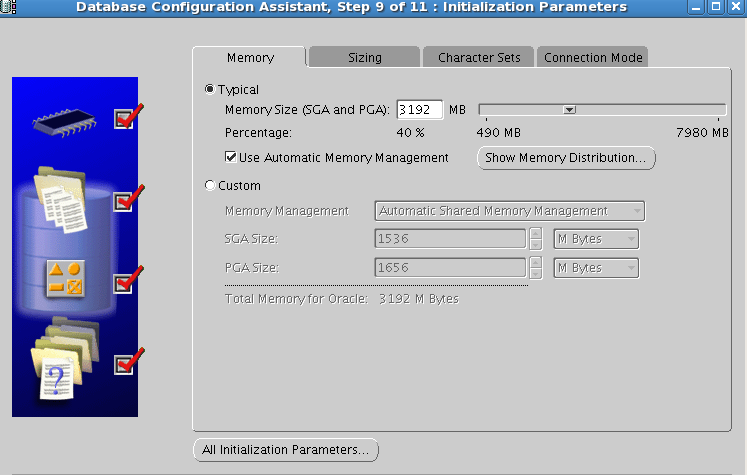 Database Configuration Assistant, Step 9 of 11 : Initialization Parameters
Memory Sizing Character Sets Connection Mode
Typical
Memory Size (SGA and PGA): 3192 MB
Percentage: 40 % 490 MB 7980 MB
Use Automatic Memory Management Show Memory Distribution...
Custom
Memory Management Automatic Shared Memory Management
SGA Size: 1536 M Bytes
PGA Size: 1656 M Bytes
Total Memory for Oracle: 3192 M Bytes
?
All Initialization Parameters...